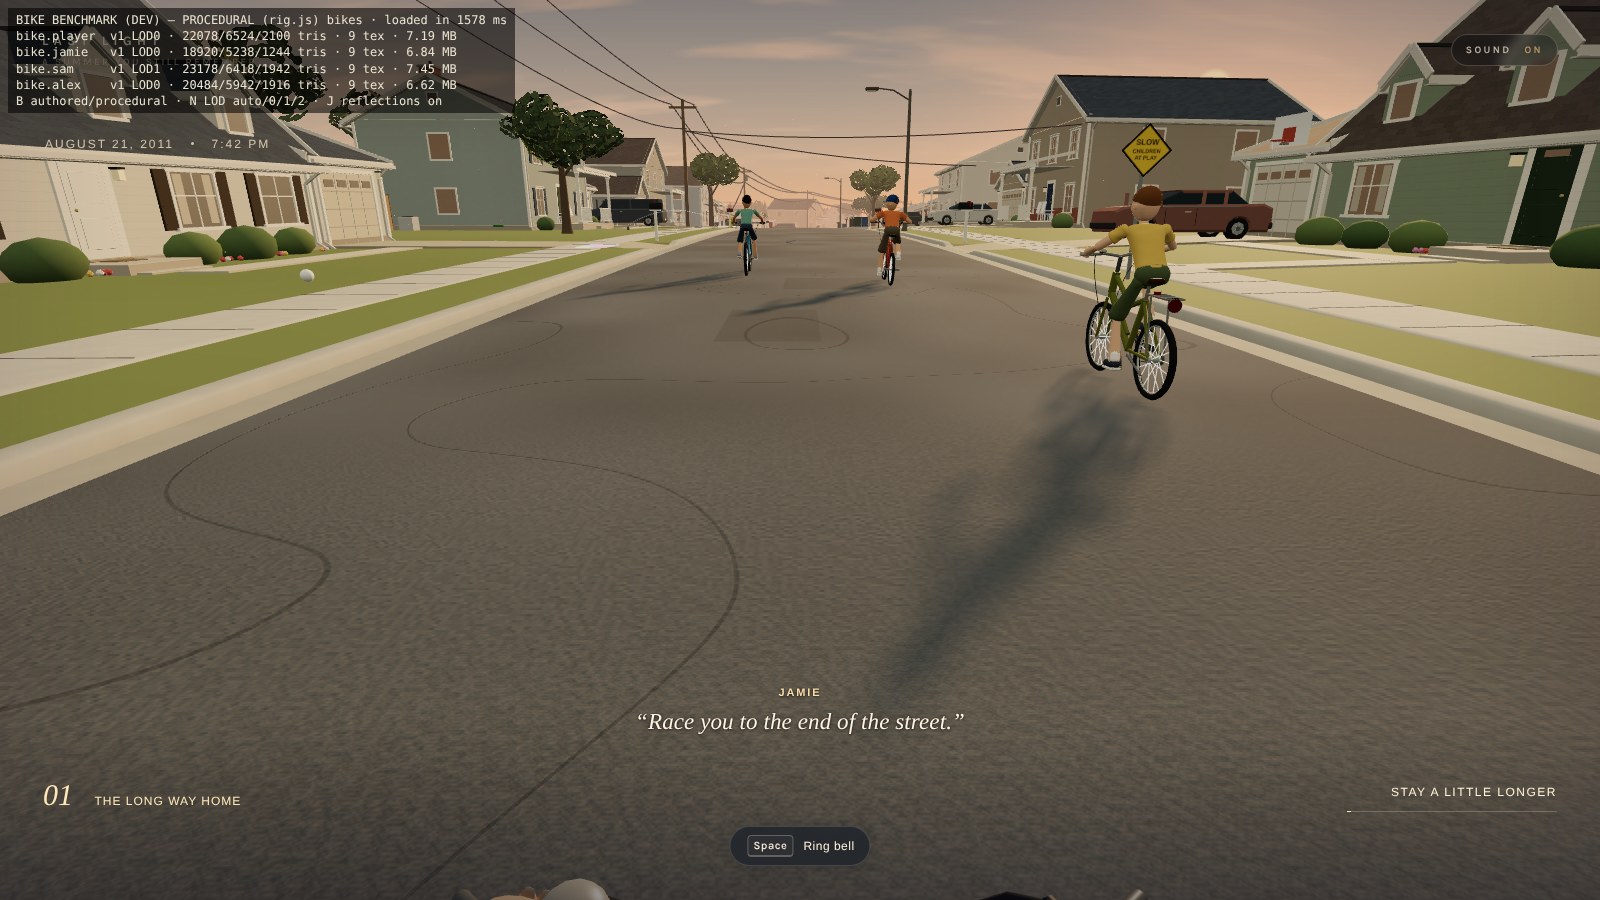 BIKE BENCHMARK (DEV) — PROCEDURAL (rig.js) bikes · loaded in 1578 ms
bike.player v1 LOD0 · 22078/6524/2100 tris · 9 tex · 7.19 MB
bike.jamie v1 LOD0 · 18920/5238/1244 tris · 9 tex · 6.84 MB
bike.sam v1 LOD1 · 23178/6418/1942 tris · 9 tex · 7.45 MB
bike.alex v1 LOD0 · 20484/5942/1916 tris · 9 tex · 6.62 MB
B authored/procedural · N LOD auto/0/1/2 · J reflections on
SOUND ON
AUGUST 21, 2011 • 7:42 PM
SLOW
CHILDREN
AT PLAY
JAMIE
“Race you to the end of the street.”
01 THE LONG WAY HOME
STAY A LITTLE LONGER
Space Ring bell